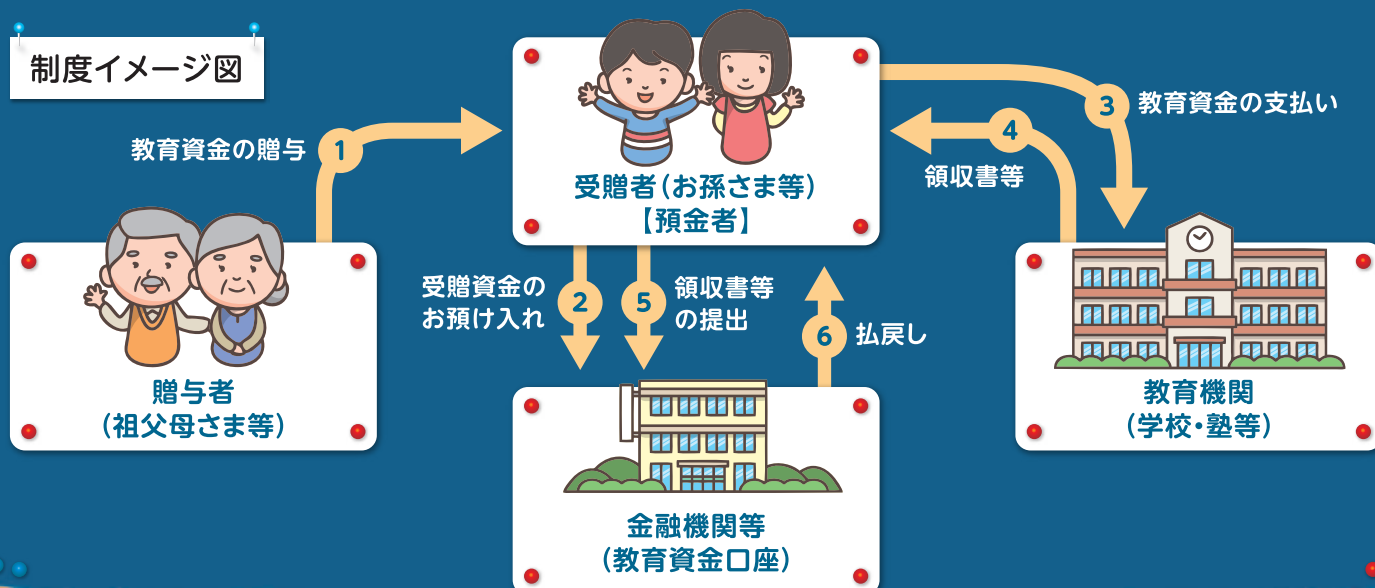 制度イメージ図
教育資金の贈与
1
3
教育資金の支払い
4
領収書等
受贈者(お孫さま等)
【預金者】
贈与者
(祖父母さま等)
受贈資金の
お預け入れ
2
5
領収書等
の提出
6
払戻し
教育機関
(学校・塾等)
金融機関等
(教育資金口座)